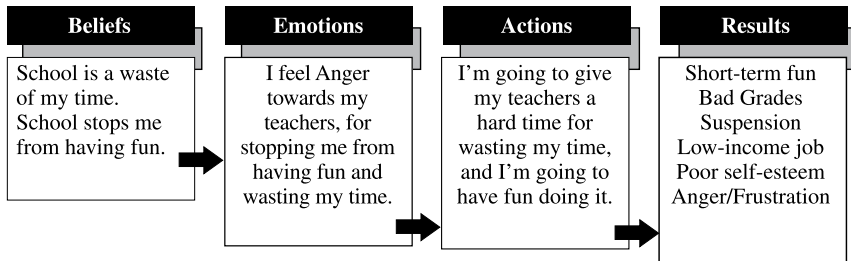 Beliefs
School is a waste
of my time.
School stops me
from having fun.
Emotions
I feel Anger
towards my
teachers, for
stopping me from
having fun and
wasting my time.
Actions
I’m going to give
my teachers a
hard time for
wasting my time,
and I’m going to
have fun doing it.
Results
Short-term fun
Bad Grades
Suspension
Low-income job
Poor self-esteem
Anger/Frustration